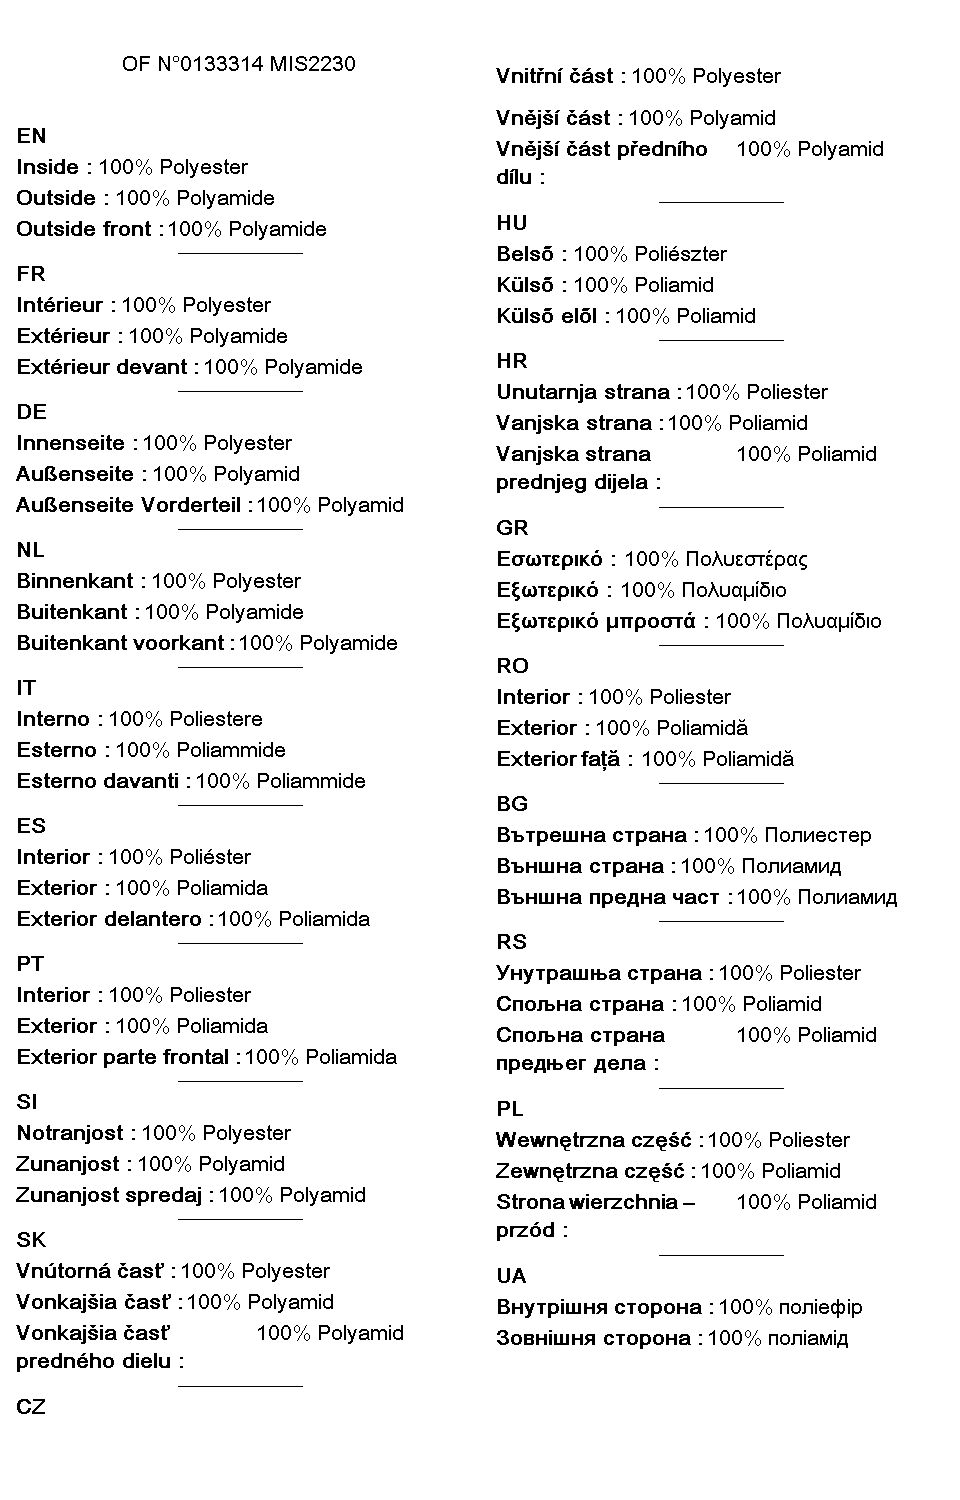 OF N°0133314 MIS2230
EN
Inside : 100% Polyester
Outside : 100% Polyamide
Outside front : 100% Polyamide
FR
Intérieur : 100% Polyester
Extérieur : 100% Polyamide
Extérieur devant : 100% Polyamide
DE
Innenseite : 100% Polyester
Außenseite : 100% Polyamid
Außenseite Vorderteil : 100% Polyamid
NL
Binnenkant : 100% Polyester
Buitenkant : 100% Polyamide
Buitenkant voorkant : 100% Polyamide
IT
Interno : 100% Poliestere
Esterno : 100% Poliammide
Esterno davanti : 100% Poliammide
ES
Interior : 100% Poliéster
Exterior : 100% Poliamida
Exterior delantero : 100% Poliamida
PT
Interior : 100% Poliester
Exterior : 100% Poliamida
Exterior parte frontal : 100% Poliamida
SI
Notranjost : 100% Polyester
Zunanjost : 100% Polyamid
Zunanjost spredaj : 100% Polyamid
SK
Vnútorná časť : 100% Polyester
Vonkajšia časť : 100% Polyamid
Vonkajšia časť 100% Polyamid
predného dielu :
CZ
Vnitřní část : 100% Polyester
Vnější část : 100% Polyamid
Vnější část předního 100% Polyamid
dílu :
HU
Belsõ : 100% Poliészter
Külsõ : 100% Poliamid
Külsõ elõl : 100% Poliamid
HR
Unutarnja strana : 100% Poliester
Vanjska strana : 100% Poliamid
Vanjska strana 100% Poliamid
prednjeg dijela :
GR
Εσωτερικό : 100% Πολυεστέρας
Εξωτερικό : 100% Πολυαμίδιο
Εξωτερικό μπροστά : 100% Πολυαμίδιο
RO
Interior : 100% Poliester
Exterior : 100% Poliamidă
Exterior față : 100% Poliamidă
BG
Вътрешна страна : 100% Полиестер
Външна страна : 100% Полиамид
Външна предна част : 100% Полиамид
RS
Унутрашња страна : 100% Poliester
Спољна страна : 100% Poliamid
Спољна страна 100% Poliamid
предњег дела :
PL
Wewnętrzna część : 100% Poliester
Zewnętrzna część : 100% Poliamid
Strona wierzchnia – 100% Poliamid
przód :
UA
Внутрішня сторона : 100% поліефір
Зовнішня сторона : 100% поліамід